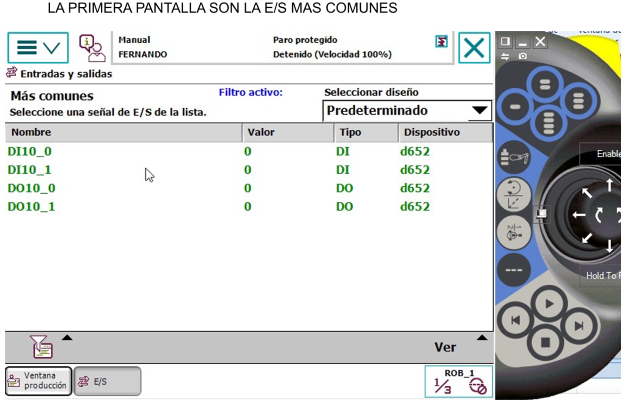 LA PRIMERA PANTALLA SON LA E/S MAS COMUNES
Manual
FERNANDO
Paro protegido
Detenido (Velocidad 100%)
Entradas y salidas
Más comunes
Seleccione una señal de E/S de la lista.
Filtro activo:
Seleccionar diseño
Predeterminado
Nombre Valor Tipo Dispositivo
DI10_0 0 DI d652
DI10_1 0 DI d652
DO10_0 0 DO d652
DO10_1 0 DO d652
Ver
Ventana
producción
E/S
ROB_1
1/3
Enable
Hold To